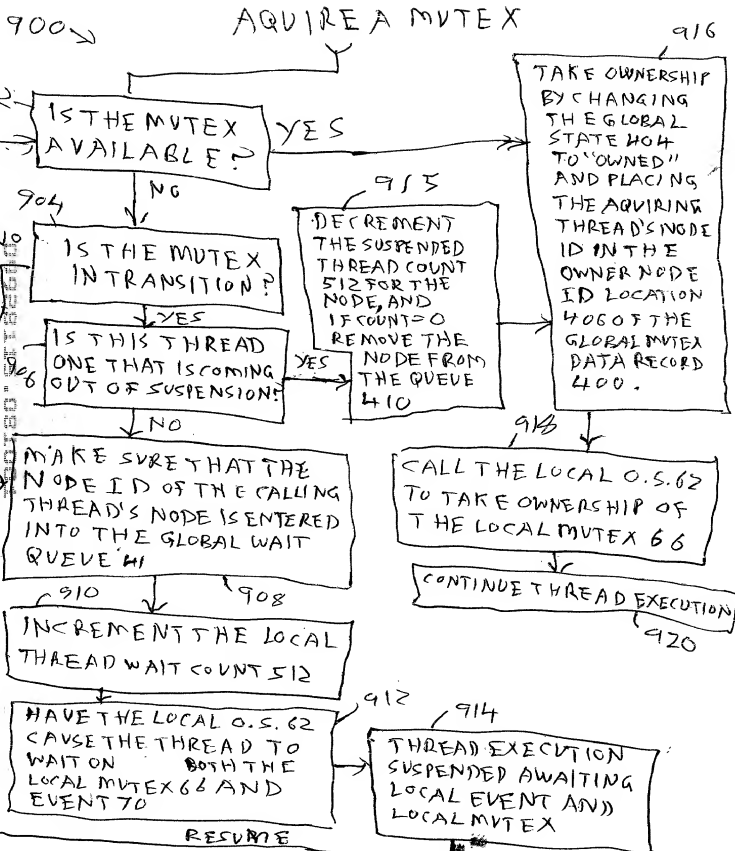 900
AQUIRE A MUTEX
916
IS THE MUTEX
AVAILABLE?
YES
NO
TAKE OWNERSHIP
BY CHANGING
THE GLOBAL
STATE 404
TO "OWNED"
AND PLACING
THE AQUIRING
THREAD'S NODE
ID IN THE
OWNER NODE
ID LOCATION
406 OF THE
GLOBAL MUTEX
DATA RECORD
400.
904
IS THE MUTEX
IN TRANSITION?
YES
915
DECREMENT
THE SUSPENDED
THREAD COUNT
512 FOR THE
NODE, AND
IF COUNT=0
REMOVE THE
NODE FROM
THE QUEUE
410
906
IS THIS THREAD
ONE THAT IS COMING
OUT OF SUSPENSION?
YES
NO
918
CALL THE LOCAL O.S. 62
TO TAKE OWNERSHIP OF
THE LOCAL MUTEX 66
CONTINUE THREAD EXECUTION
920
MAKE SURE THAT THE
NODE ID OF THE CALLING
THREAD'S NODE IS ENTERED
INTO THE GLOBAL WAIT
QUEUE 41
908
910
INCREMENT THE LOCAL
THREAD WAIT COUNT 512
912
HAVE THE LOCAL O.S. 62
CAUSE THE THREAD TO
WAIT ON BOTH THE
LOCAL MUTEX 66 AND
EVENT 70
914
THREAD EXECUTION
SUSPENDED AWAITING
LOCAL EVENT AND
LOCAL MUTEX
RESUME